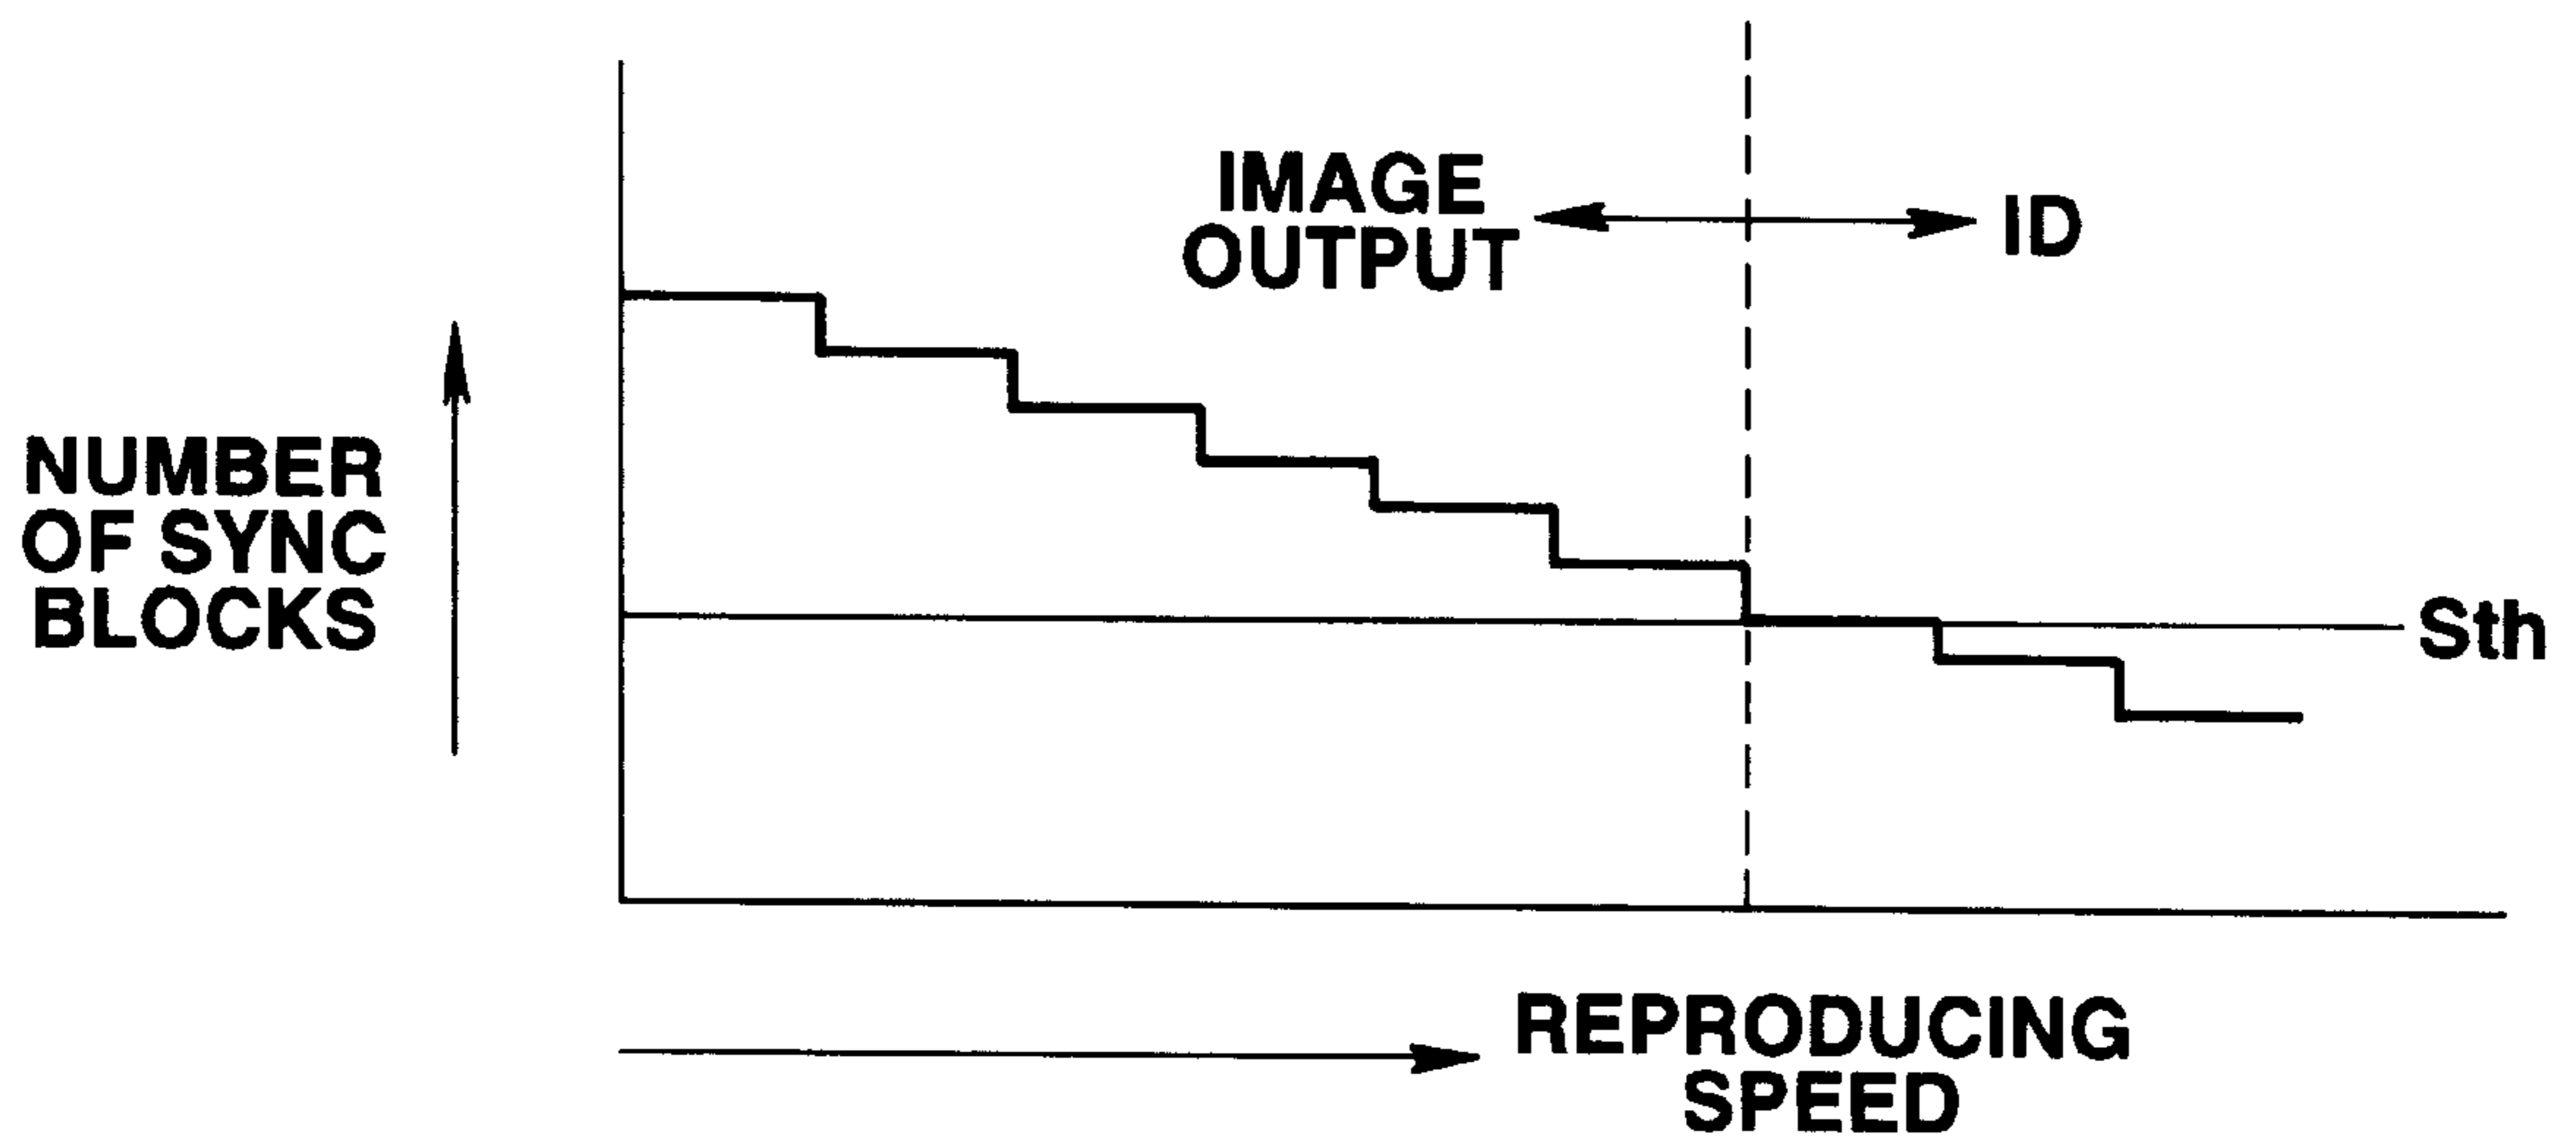 IMAGE
OUTPUT
ID
NUMBER
OF SYNC
BLOCKS
Sth
REPRODUCING
SPEED